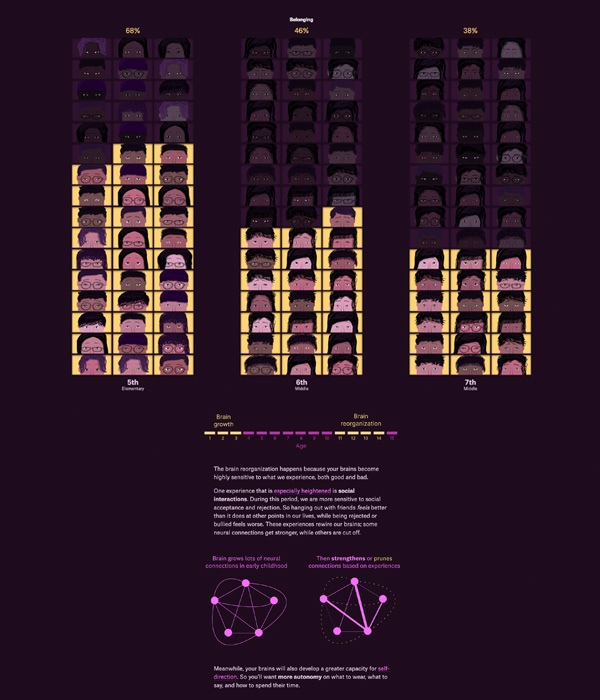 Belonging
68%
46%
38%
5th
Elementary
6th
Middle
7th
Middle
Brain
growth
Brain
reorganization
1 2 3 4 5 6 7 8 9 10 11 12 13 14 15
Age
The brain reorganization happens because your brains become
highly sensitive to what we experience, both good and bad.
One experience that is especially heightened is social
interactions. During this period, we are more sensitive to social
acceptance and rejection. So hanging out with friends feels better
than it does at other points in our lives, while being rejected or
bullied feels worse. These experiences rewire our brains; some
neural connections get stronger, while others are cut off.
Brain grows lots of neural
connections in early childhood
Then strengthens or prunes
connections based on experiences
Meanwhile, your brains will also develop a greater capacity for self-
direction. So you'll want more autonomy on what to wear, what to
say, and how to spend their time.